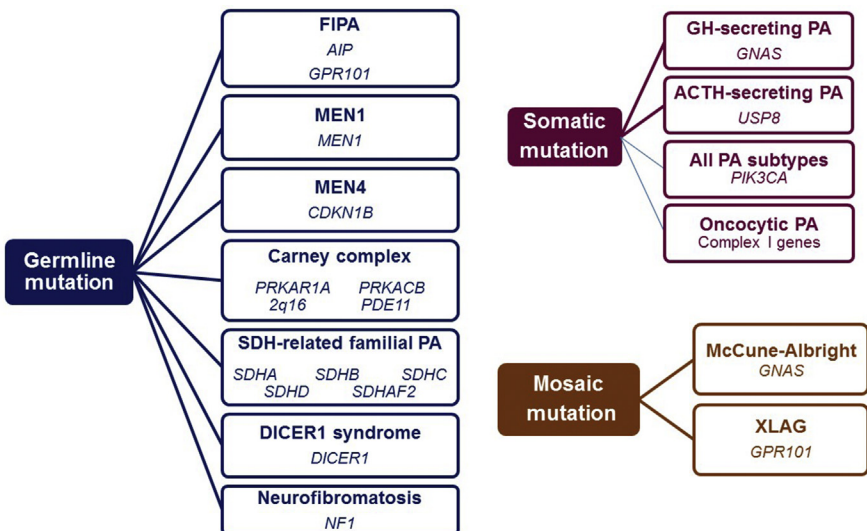 Germline
mutation
FIPA
AIP
GPR101
MEN1
MEN1
MEN4
CDKN1B
Carney complex
PRKAR1A PRKACB
2q16 PDE11
SDH-related familial PA
SDHA SDHB SDHC
SDHD SDHAF2
DICER1 syndrome
DICER1
Neurofibromatosis
NF1
Somatic
mutation
GH-secreting PA
GNAS
ACTH-secreting PA
USP8
All PA subtypes
PIK3CA
Oncocytic PA
Complex I genes
Mosaic
mutation
McCune-Albright
GNAS
XLAG
GPR101